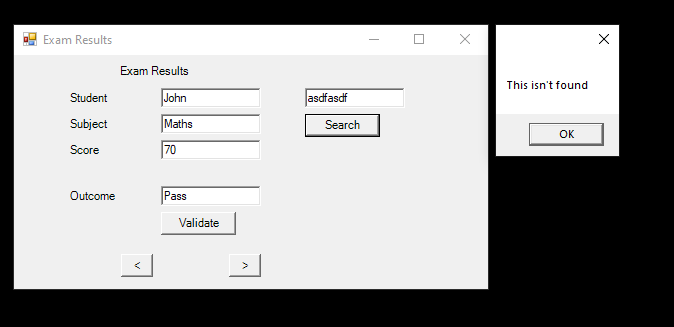 Exam Results
Exam Results
Student John asdfasdf
Subject Maths Search
Score 70
Outcome Pass
Validate
< >
This isn't found
OK